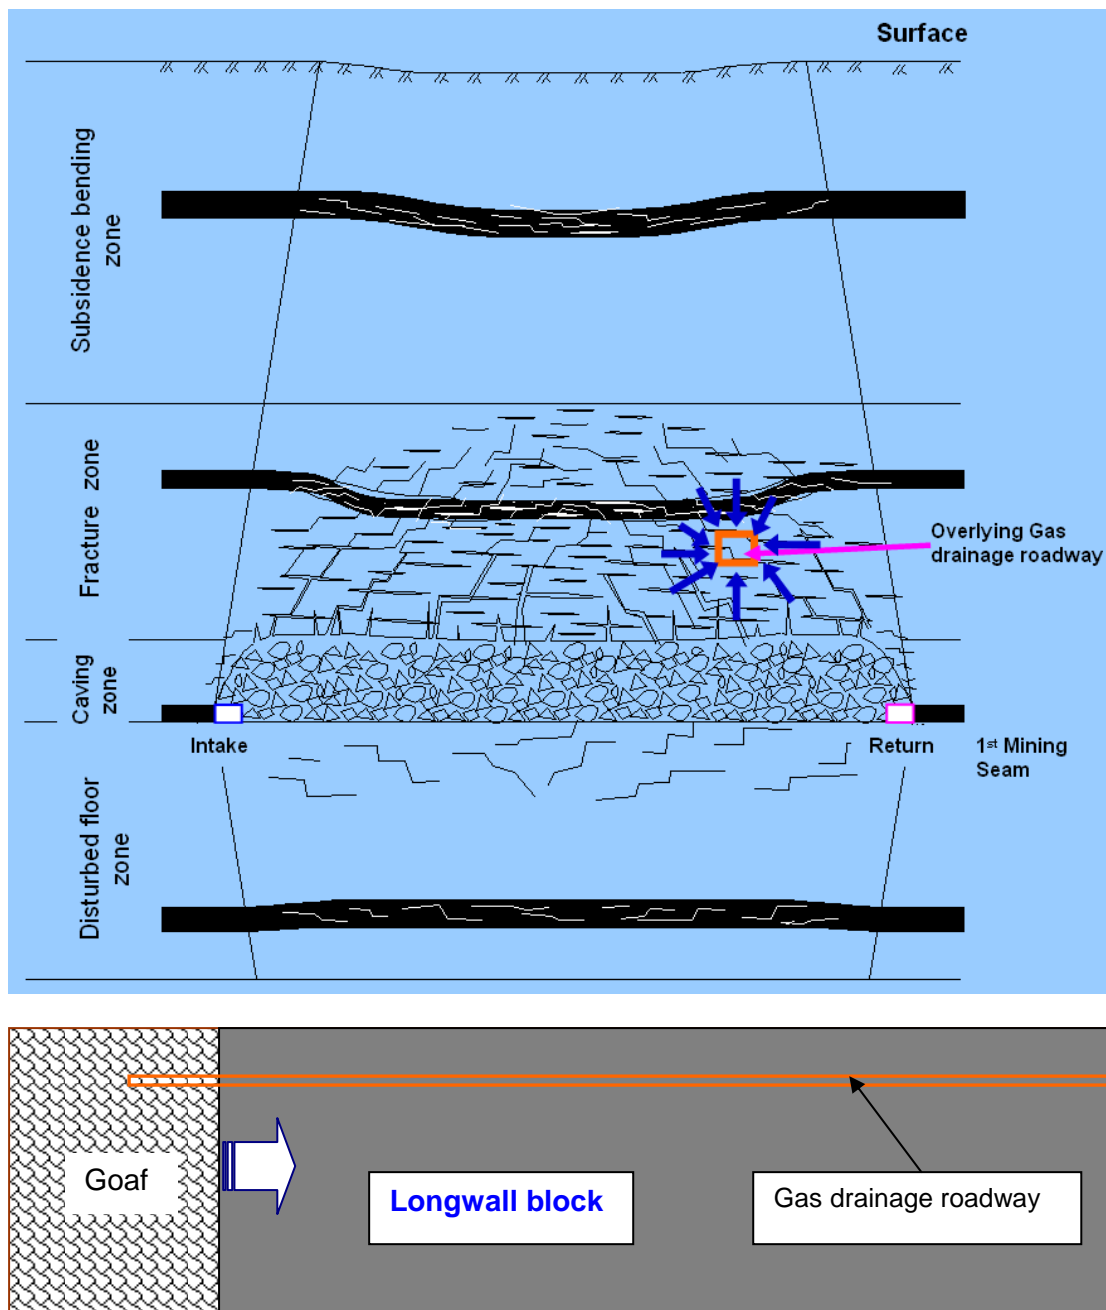 Surface
Subsidence bending
zone
Fracture zone
Overlying Gas
drainage roadway
Caving
zone
Intake
Return
1st Mining
Seam
Disturbed floor
zone
Goaf
Longwall block
Gas drainage roadway